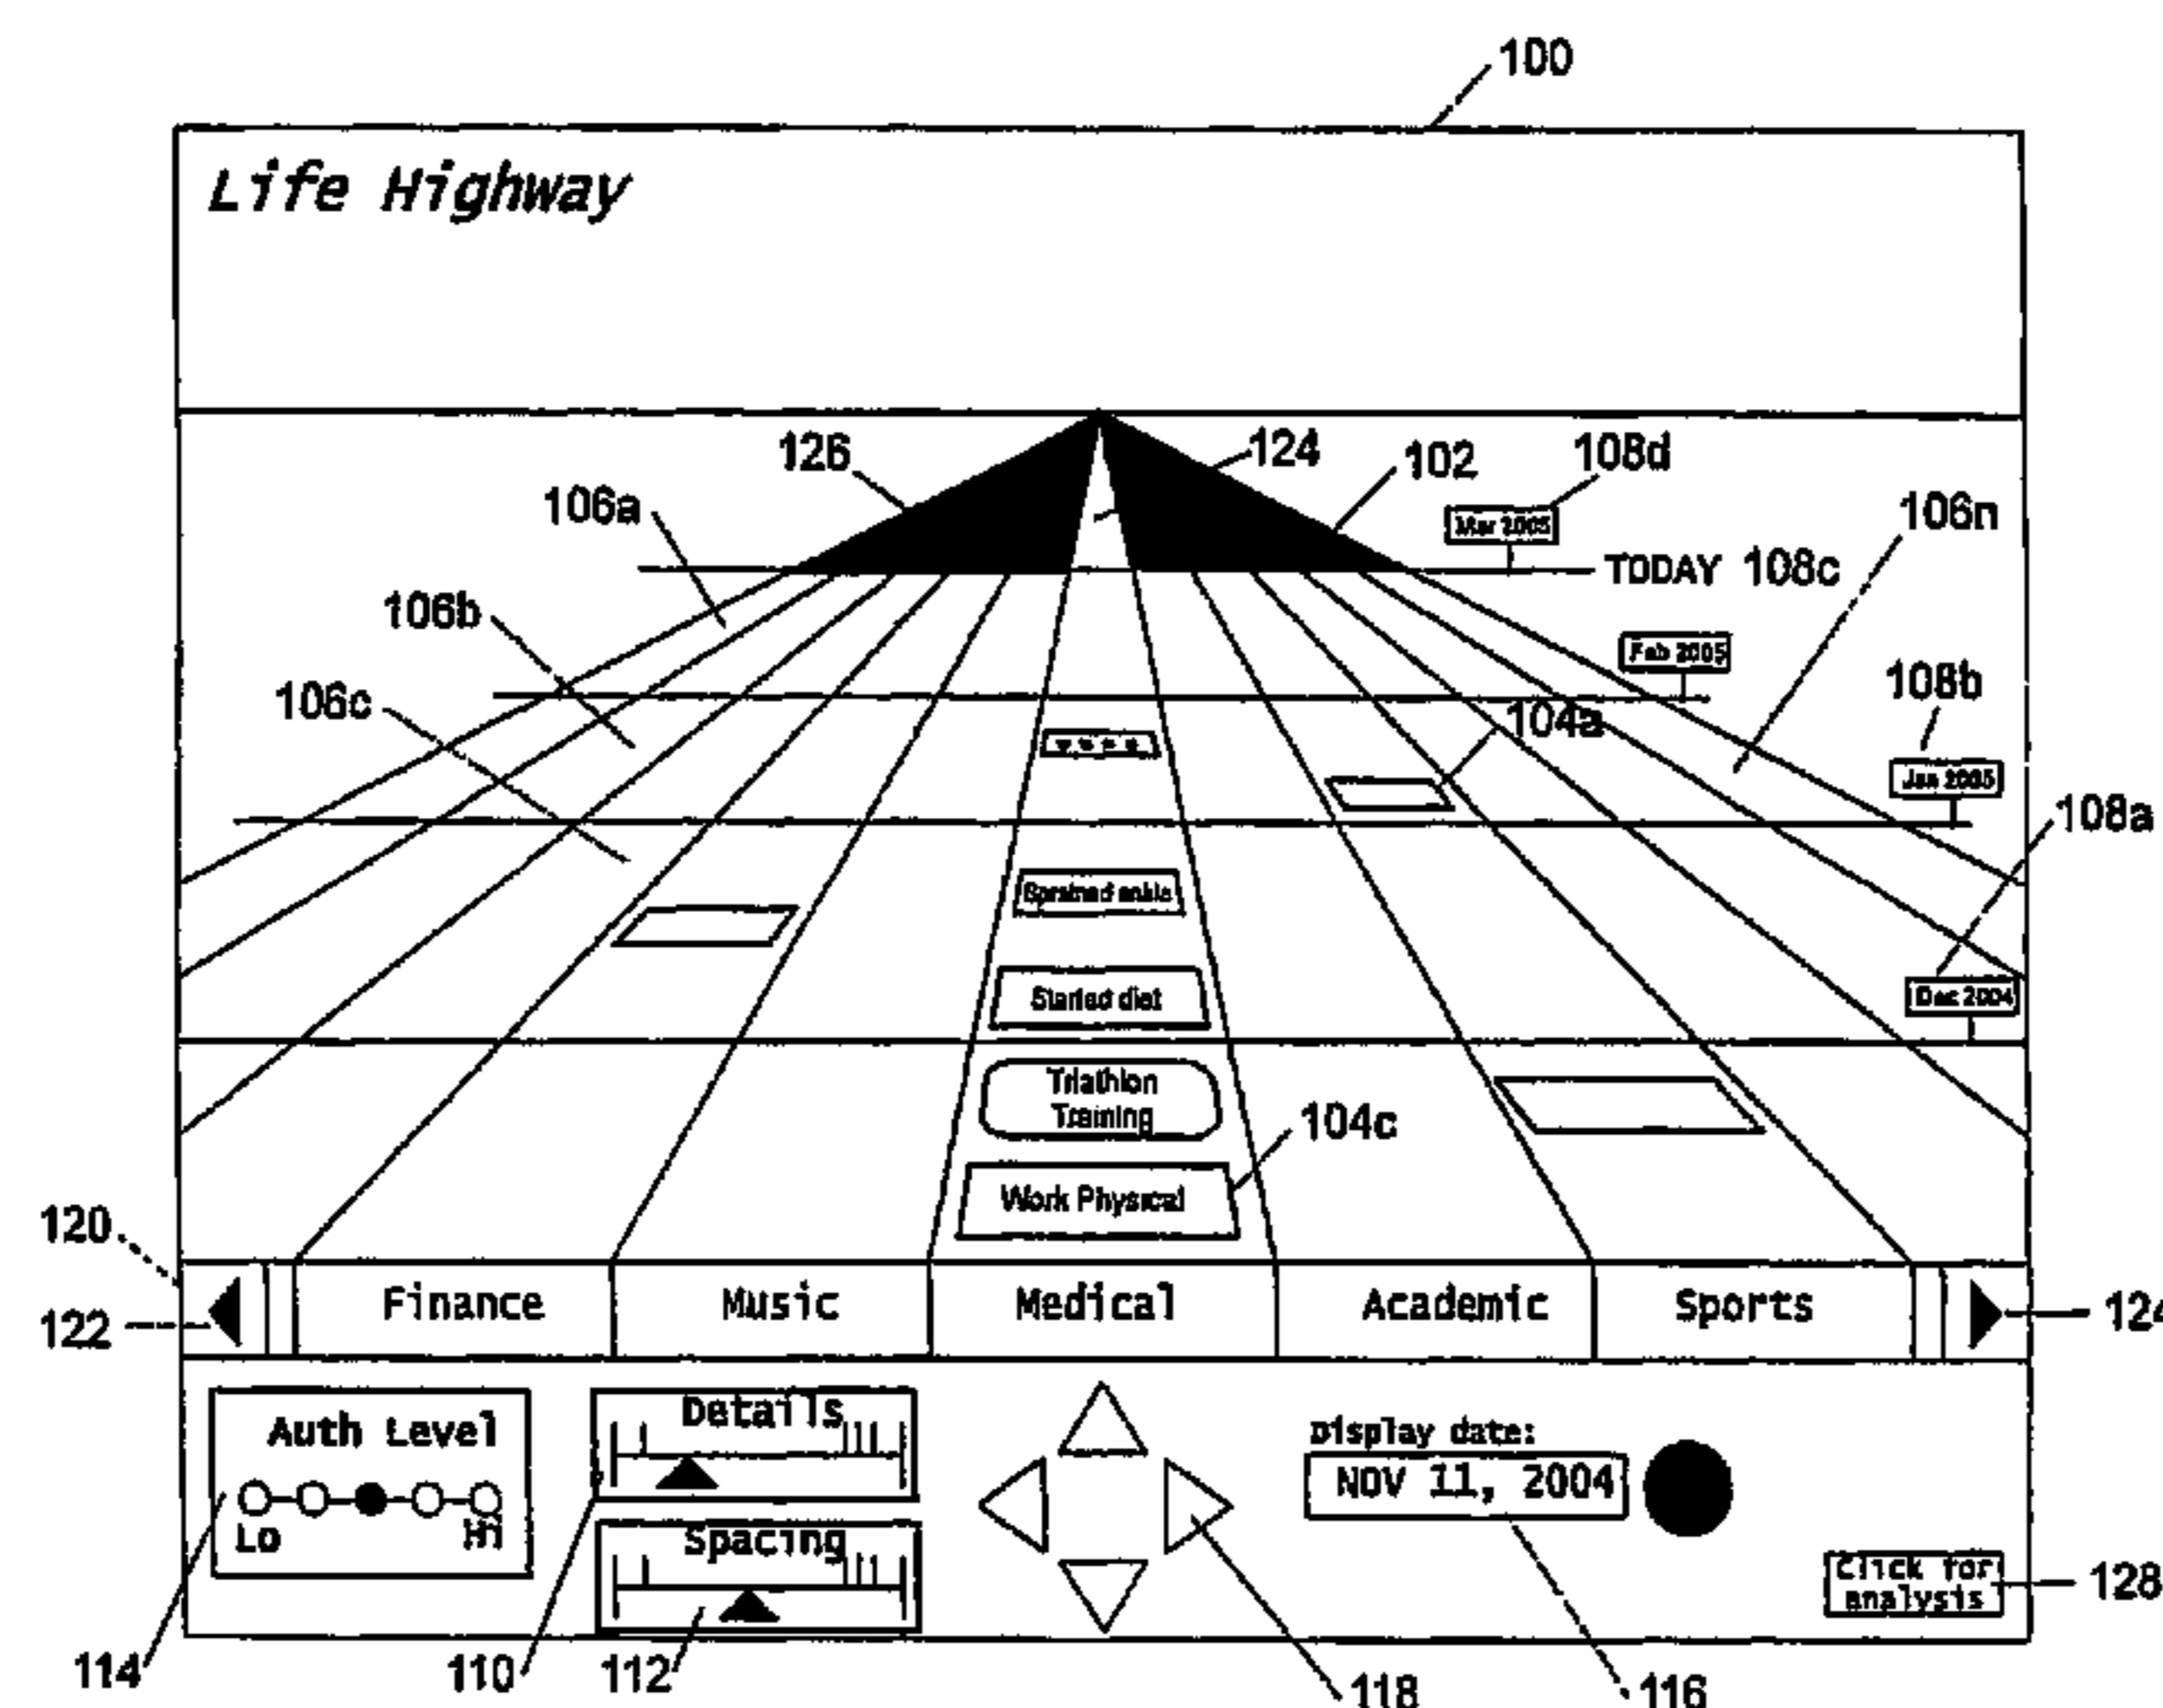 100
Life Highway
126
124
102
108d
106a
Mar 2005
106n
TODAY 108c
106b
Feb 2005
108b
106c
104a
Jan 2005
108a
Sprained ankle
Started diet
Dec 2004
Triathlon
Training
104c
Work Physical
120
Finance
Music
Medical
Academic
Sports
122
124
Auth Level
Lo
Hi
Details
Spacing
Display date:
NOV 11, 2004
Click for
analysis
128
114
110
112
118
116